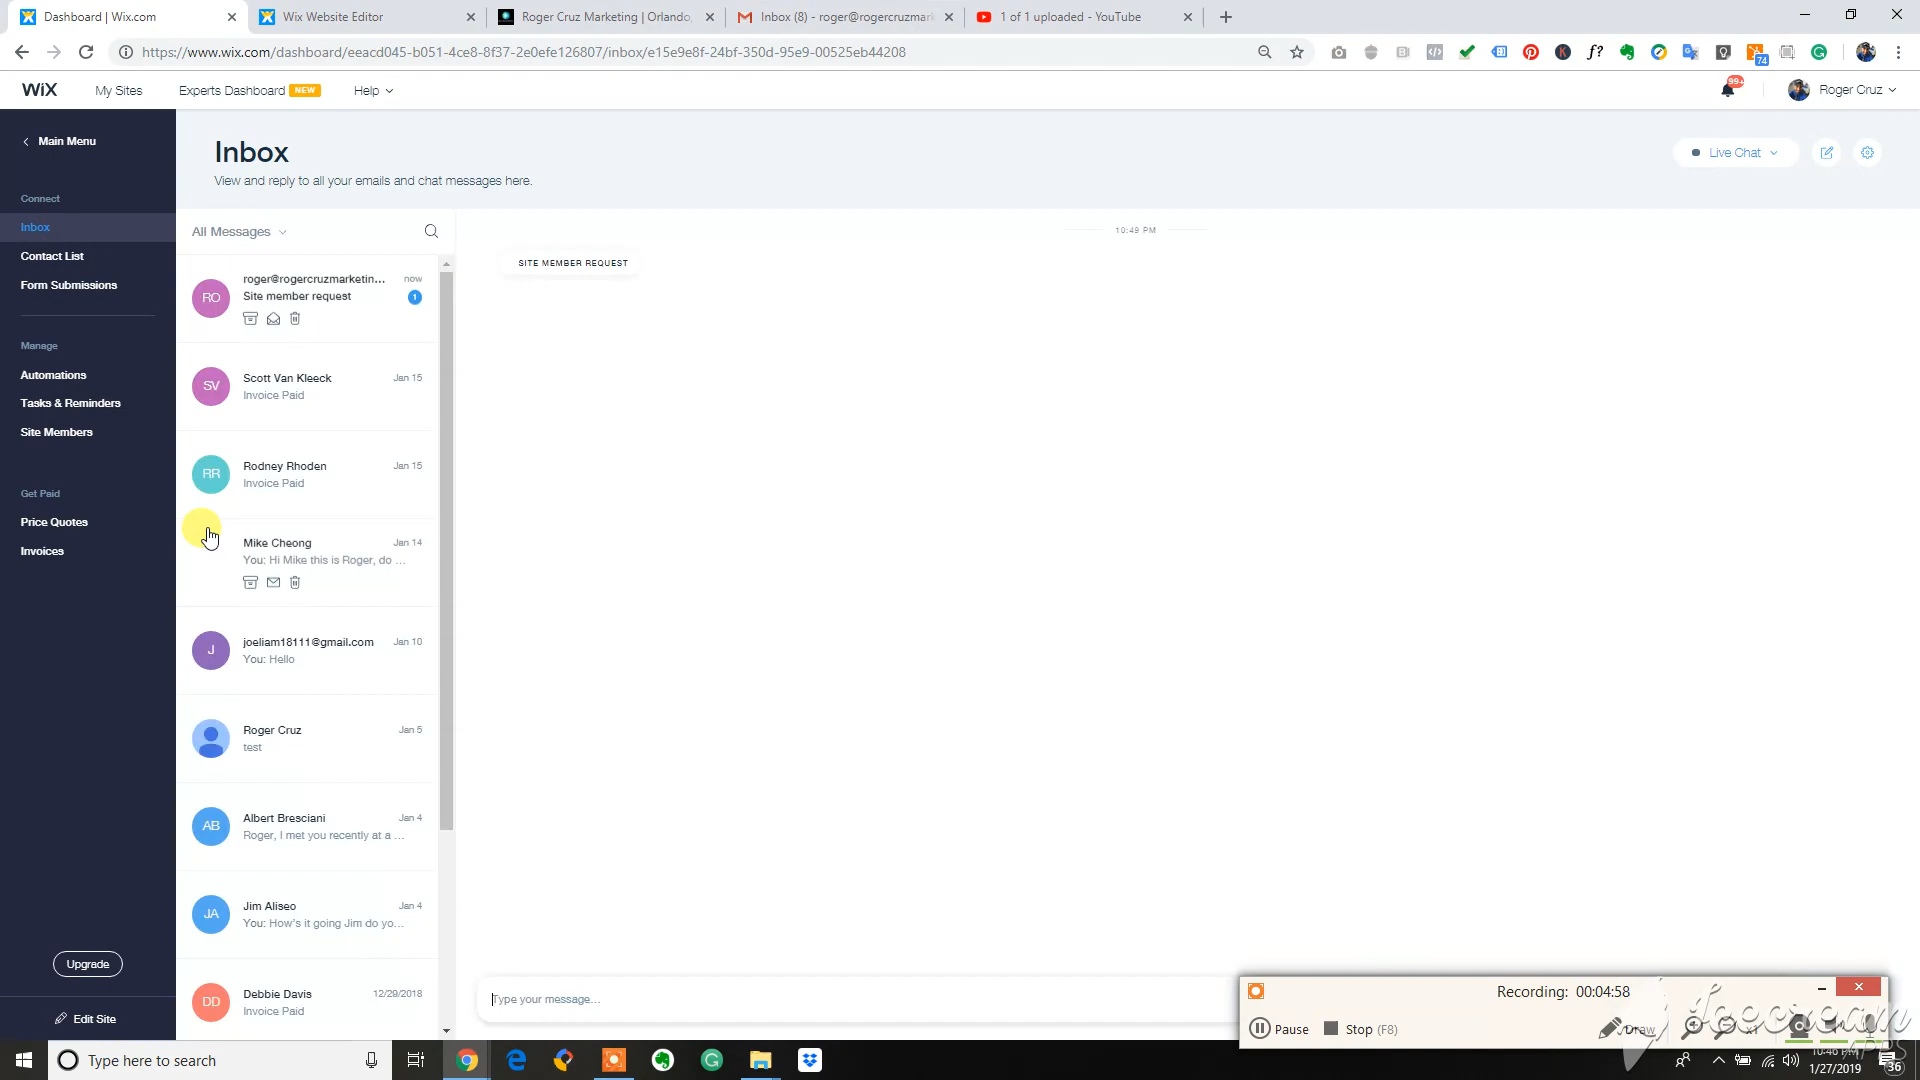 Dashboard | Wix.com
Wix Website Editor
Roger Cruz Marketing | Orlando,
Inbox (8) - roger@rogercruzmark
1 of 1 uploaded - YouTube
https://www.wix.com/dashboard/eeacd045-b051-4ce8-8f37-2e0efe126807/inbox/e15e9e8f-24bf-350d-95e9-00525eb44208
f?
74
WiX
My Sites
Experts Dashboard NEW
Help
99+
Roger Cruz
Main Menu
Connect
Inbox
Contact List
Form Submissions
Manage
Automations
Tasks & Reminders
Site Members
Get Paid
Price Quotes
Invoices
Upgrade
Edit Site
Inbox
View and reply to all your emails and chat messages here.
Live Chat
All Messages
RO
roger@rogercruzmarketin... now
Site member request 1
SV
Scott Van Kleeck Jan 15
Invoice Paid
RR
Rodney Rhoden Jan 15
Invoice Paid
Mike Cheong Jan 14
You: Hi Mike this is Roger, do ...
J
joeliam18111@gmail.com Jan 10
You: Hello
Roger Cruz Jan 5
test
AB
Albert Bresciani Jan 4
Roger, I met you recently at a ...
JA
Jim Aliseo Jan 4
You: How's it going Jim do yo...
DD
Debbie Davis 12/29/2018
Invoice Paid
10:49 PM
SITE MEMBER REQUEST
Type your message...
Recording: 00:04:58
Pause
Stop (F8)
Draw
x1
Icecream
APPS
Type here to search
1/27/2019
36